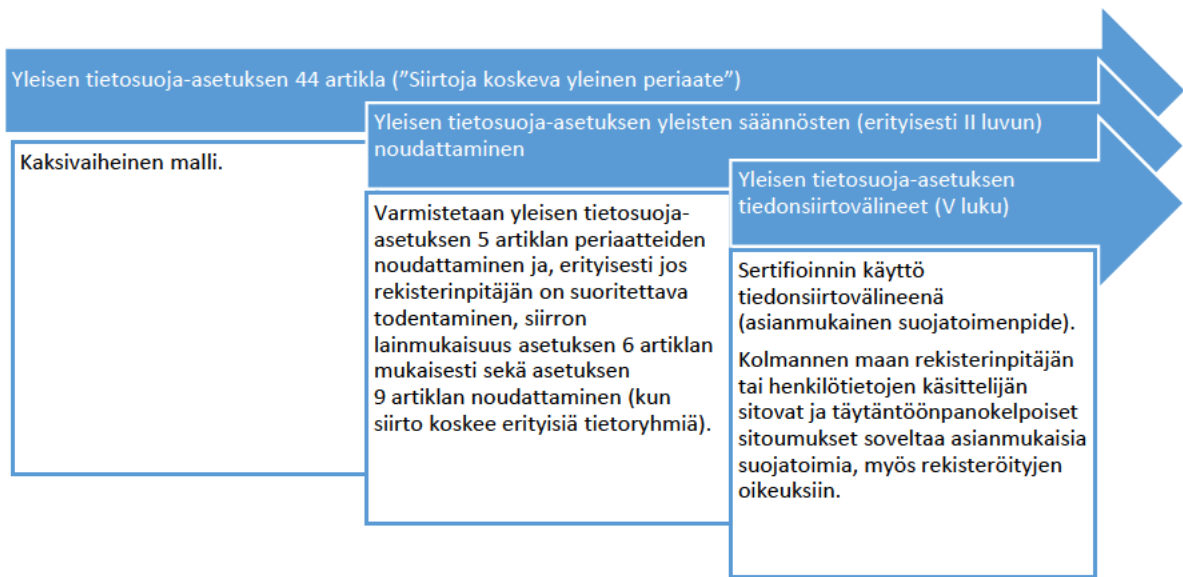 Yleisen tietosuoja-asetuksen 44 artikla (”Siirtoja koskeva yleinen periaate”)
Kaksivaiheinen malli.
Yleisen tietosuoja-asetuksen yleisten säännösten (erityisesti II luvun)
noudattaminen
Varmistetaan yleisen tietosuoja-
asetuksen 5 artiklan periaatteiden
noudattaminen ja, erityisesti jos
rekisterinpitäjän on suoritettava
todentaminen, siirron
lainmukaisuus asetuksen 6 artiklan
mukaisesti sekä asetuksen
9 artiklan noudattaminen (kun
siirto koskee erityisiä tietoryhmiä).
Yleisen tietosuoja-asetuksen
tiedonsiirtovälineet (V luku)
Sertifioinnin käyttö
tiedonsiirtovälineenä
(asianmukainen suojatoimenpide).
Kolmannen maan rekisterinpitäjän
tai henkilötietojen käsittelijän
sitovat ja täytäntöönpanokelpoiset
sitoumukset soveltaa asianmukaisia
suojatoimia, myös rekisteröityjen
oikeuksiin.